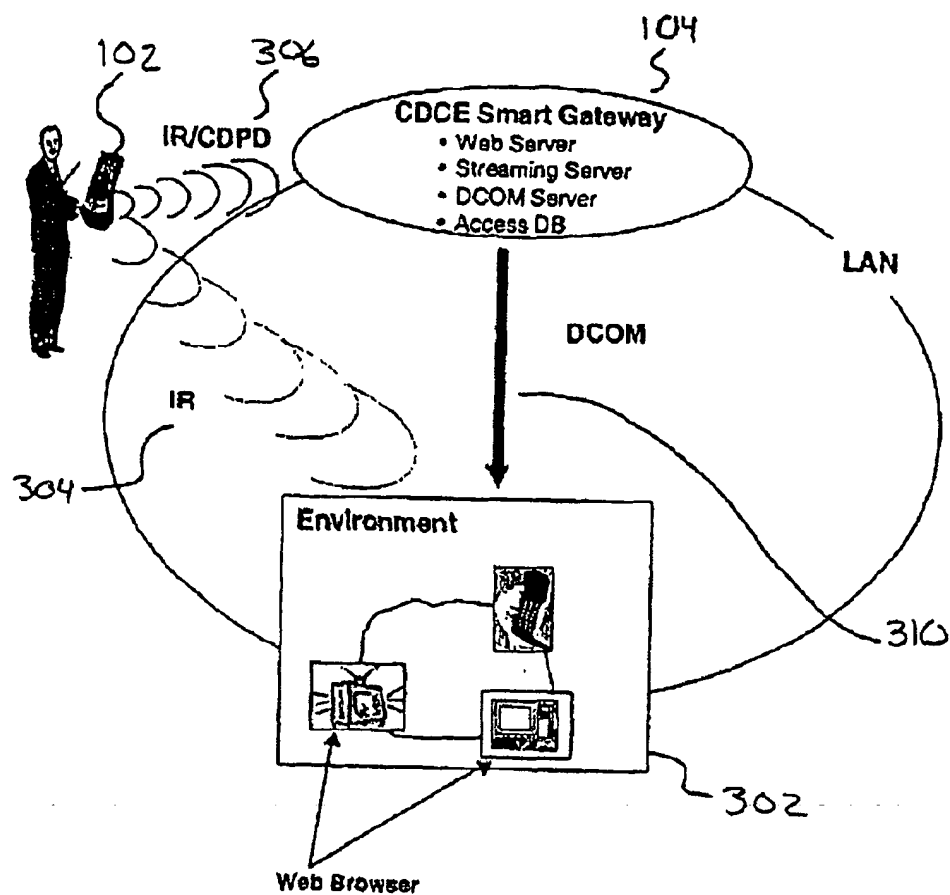 104
102
306
IR/CDPD
CDCE Smart Gateway
• Web Server
• Streaming Server
• DCOM Server
• Access DB
LAN
DCOM
IR
304
Environment
310
302
Web Browser